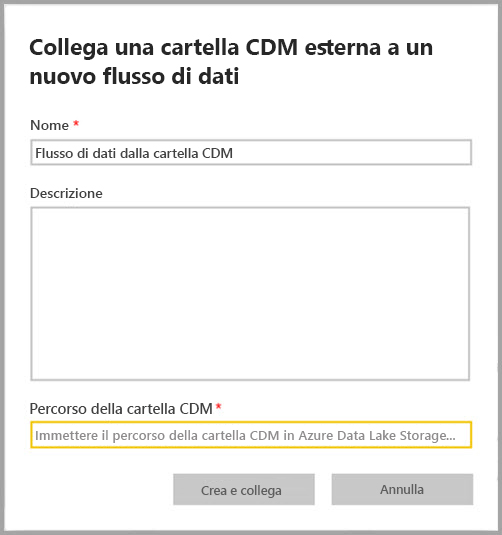 Collega una cartella CDM esterna a un
nuovo flusso di dati
Nome *
Flusso di dati dalla cartella CDM
Descrizione
Percorso della cartella CDM *
Immettere il percorso della cartella CDM in Azure Data Lake Storage...
Crea e collega
Annulla